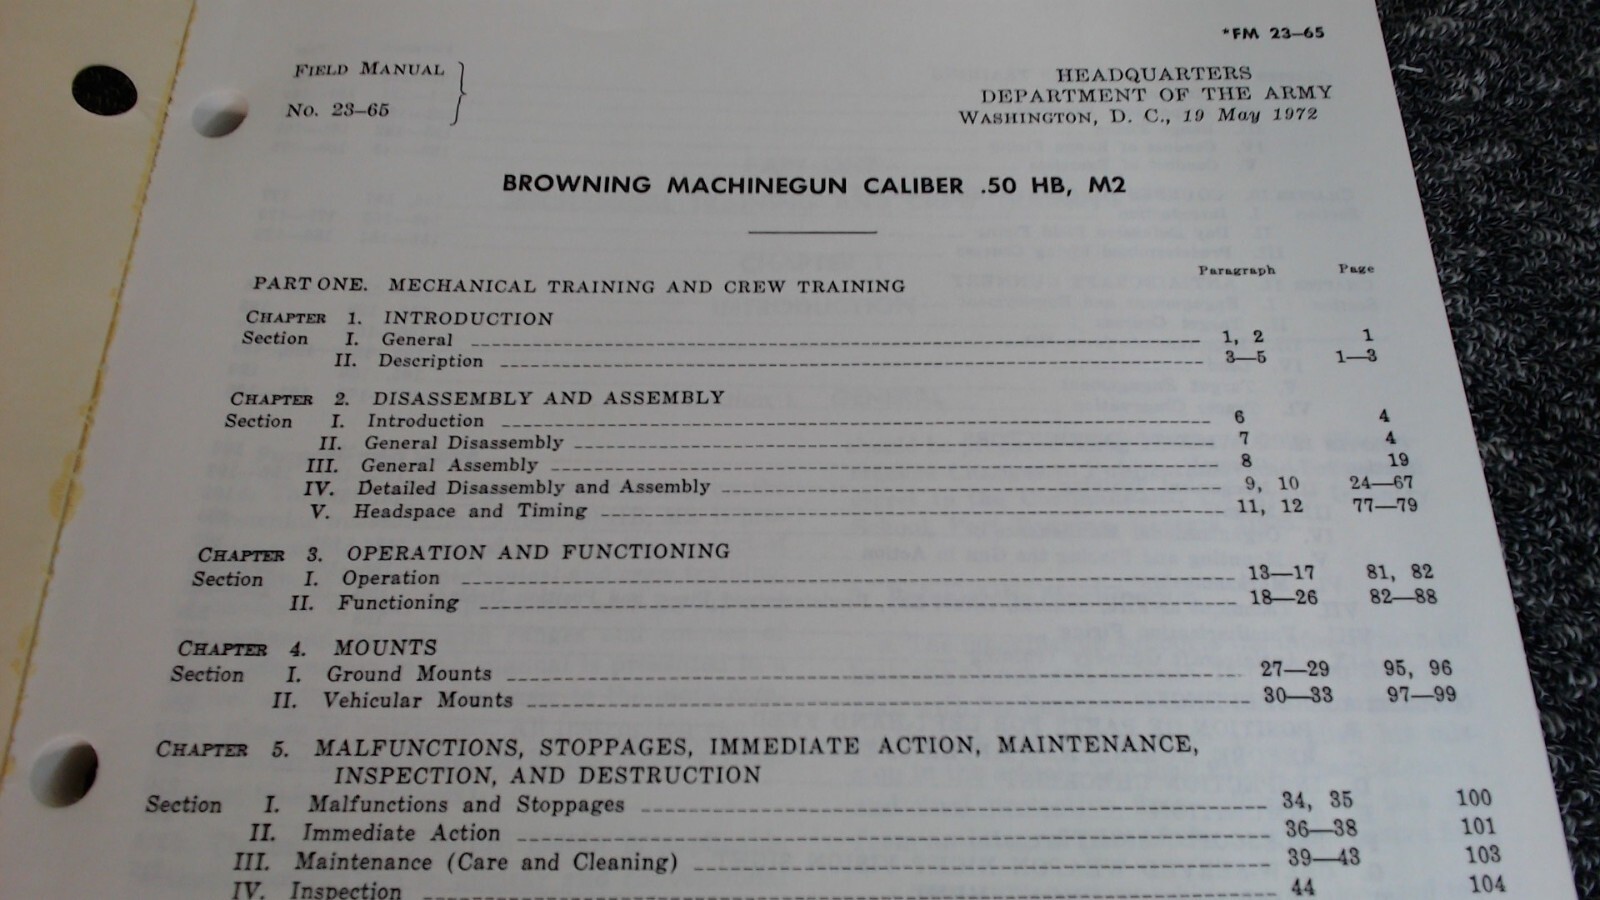 *FM 23—65
FIELD MANUAL
No. 23—65
HEADQUARTERS
DEPARTMENT OF THE ARMY
WASHINGTON, D. C., 19 May 1972
BROWNING MACHINEGUN CALIBER .50 HB, M2
Paragraph Page
PART ONE. MECHANICAL TRAINING AND CREW TRAINING
CHAPTER 1. INTRODUCTION
Section I. General 1, 2 1
II. Description 3—5 1—3
CHAPTER 2. DISASSEMBLY AND ASSEMBLY
Section I. Introduction 6 4
II. General Disassembly 7 4
III. General Assembly 8 19
IV. Detailed Disassembly and Assembly 9, 10 24—67
V. Headspace and Timing 11, 12 77—79
CHAPTER 3. OPERATION AND FUNCTIONING
Section I. Operation 13—17 81, 82
II. Functioning 18—26 82—88
CHAPTER 4. MOUNTS
Section I. Ground Mounts 27—29 95, 96
II. Vehicular Mounts 30—33 97—99
CHAPTER 5. MALFUNCTIONS, STOPPAGES, IMMEDIATE ACTION, MAINTENANCE,
INSPECTION, AND DESTRUCTION
Section I. Malfunctions and Stoppages 34, 35 100
II. Immediate Action 36—38 101
III. Maintenance (Care and Cleaning) 39—43 103
IV. Inspection 44 104